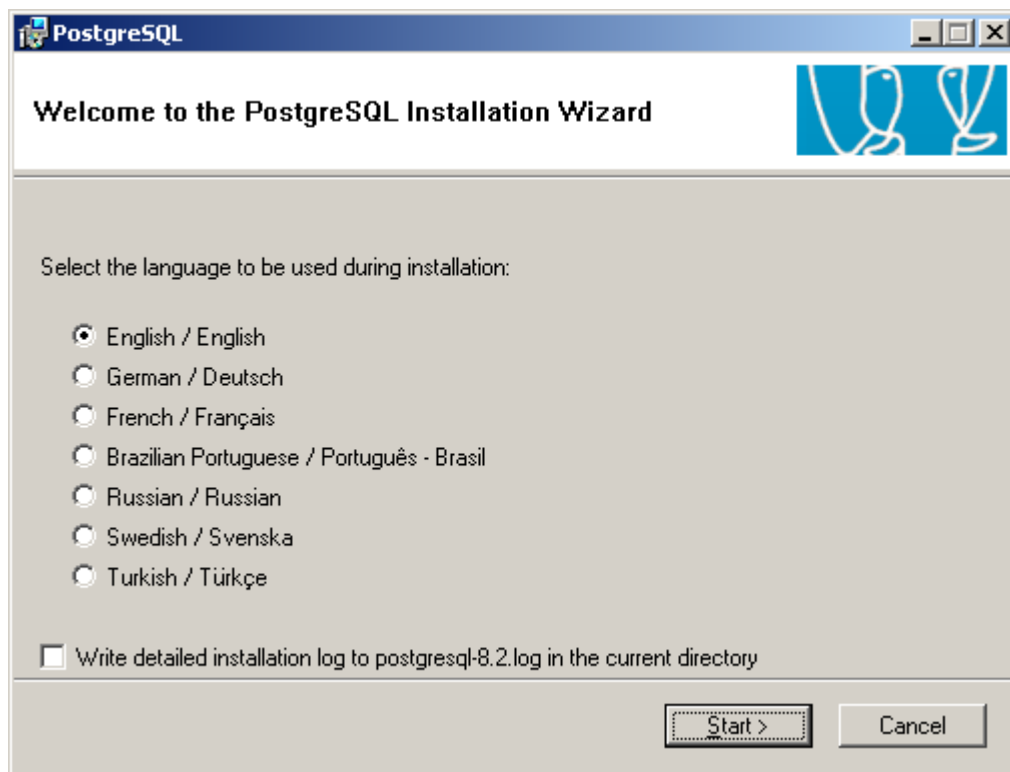 PostgreSQL
Welcome to the PostgreSQL Installation Wizard
Select the language to be used during installation:
English / English
German / Deutsch
French / Français
Brazilian Portuguese / Português - Brasil
Russian / Russian
Swedish / Svenska
Turkish / Türkçe
Write detailed installation log to postgresql-8.2.log in the current directory
Start >
Cancel